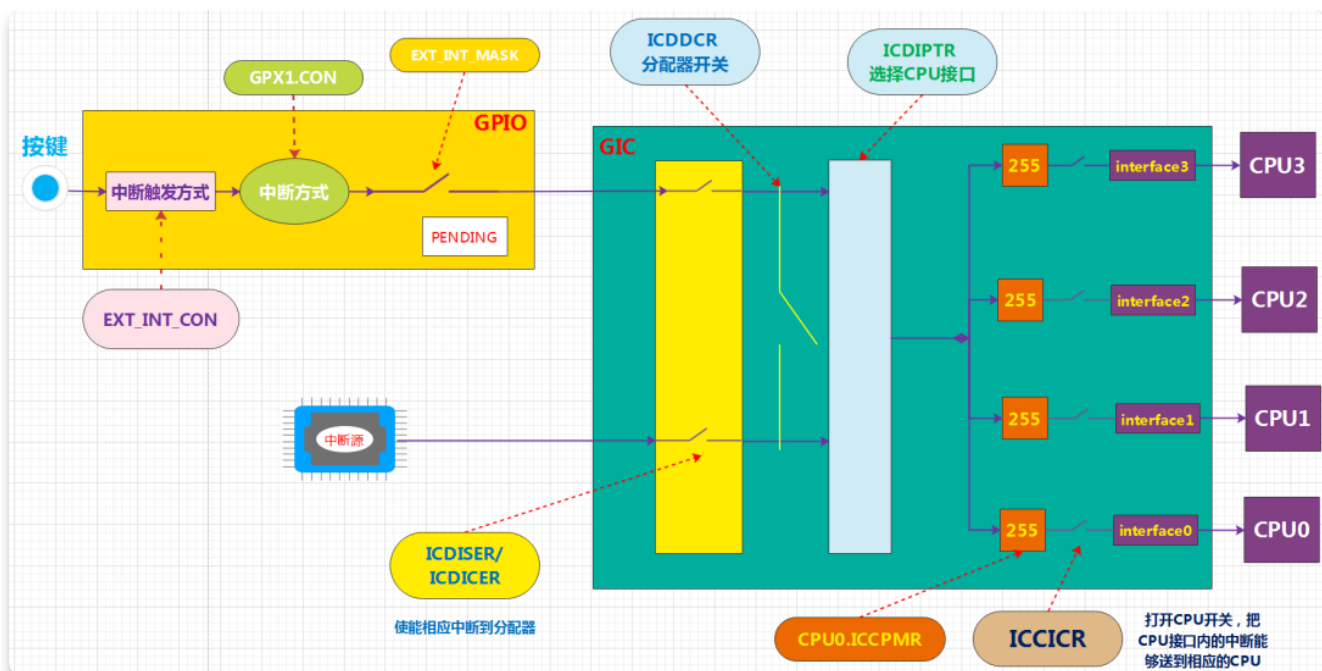 EXT_INT_MASK
ICDDCR
分配器开关
ICDIPTR
选择CPU接口
GPX1.CON
GPIO
GIC
按键
中断触发方式
中断方式
PENDING
EXT_INT_CON
255
interface3
CPU3
255
interface2
CPU2
255
interface1
CPU1
255
interface0
CPU0
中断源
ICDISER/
ICDICER
使能相应中断到分配器
CPU0.ICCPMR
ICCICR
打开CPU开关，把
CPU接口内的中断能
够送到相应的CPU